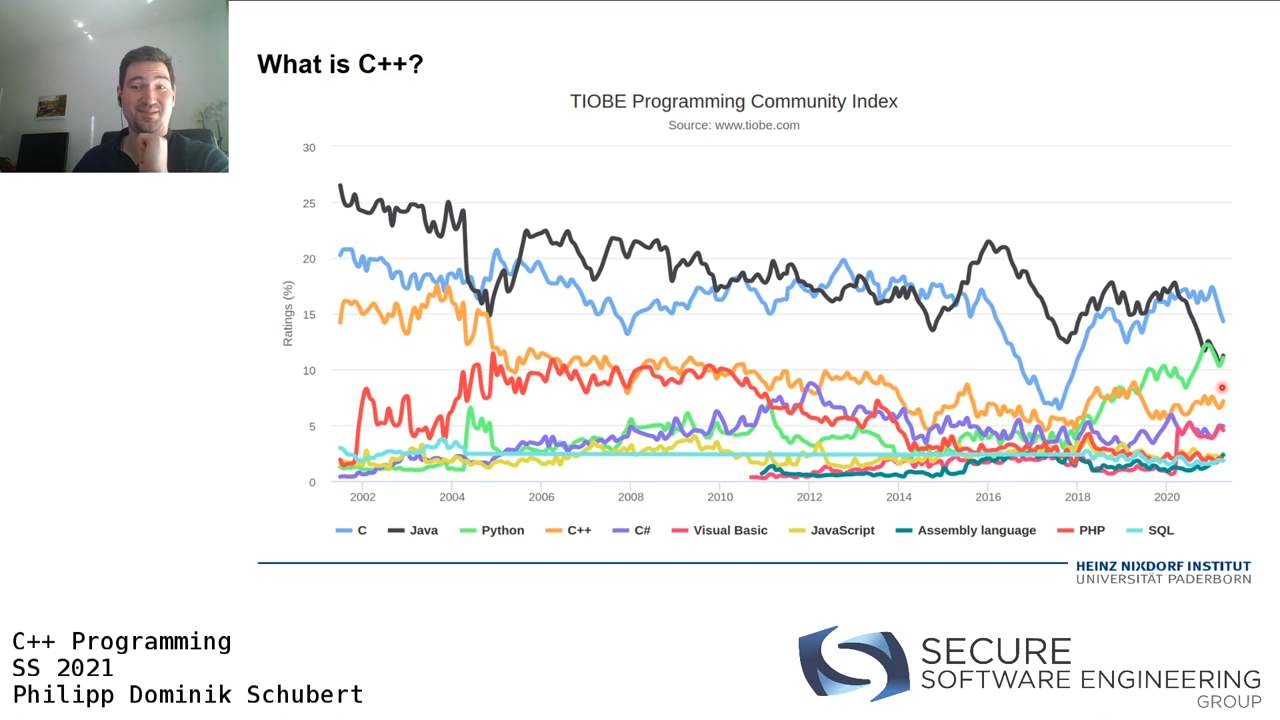 What is C++?
TIOBE Programming Community Index
Source: www.tiobe.com
Ratings (%)
30
25
20
15
10
5
0
2002 2004 2006 2008 2010 2012 2014 2016 2018 2020
C Java Python C++ C# Visual Basic JavaScript Assembly language PHP SQL
HEINZ NIXDORF INSTITUT
UNIVERSITÄT PADERBORN
C++ Programming
SS 2021
Philipp Dominik Schubert
SECURE
SOFTWARE ENGINEERING
GROUP